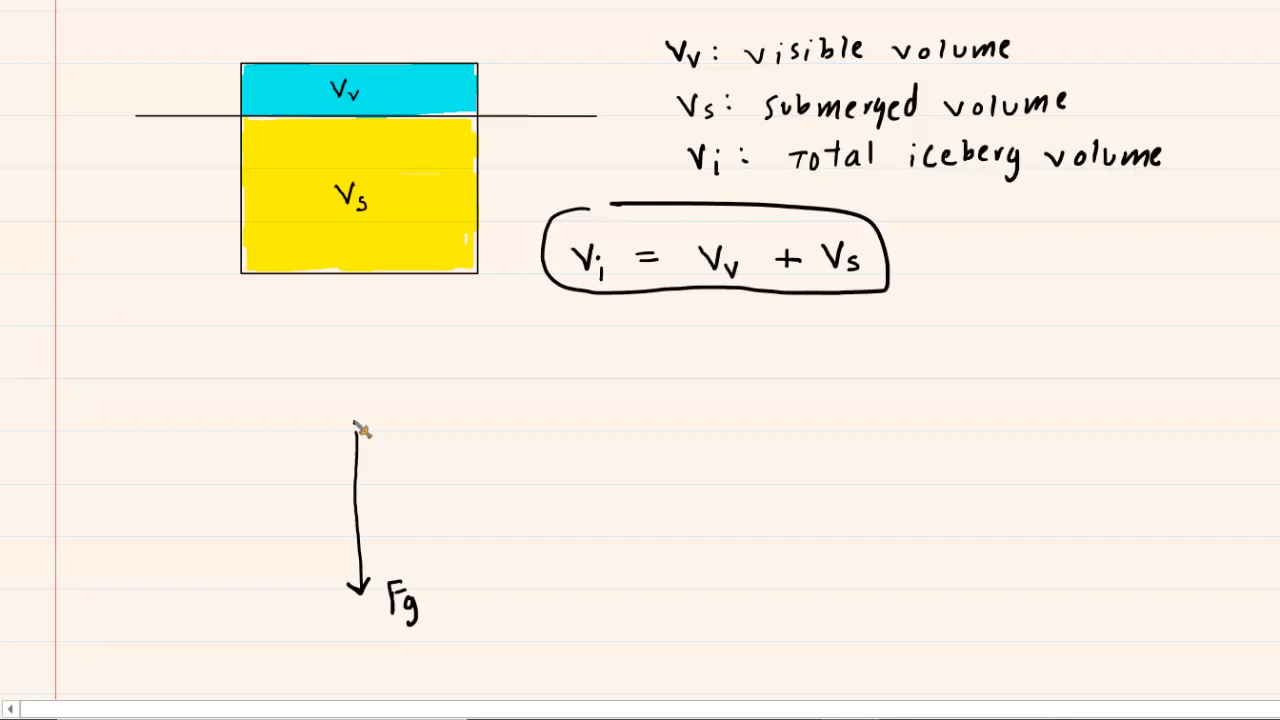 Vv
Vs
Vv: visible volume
Vs: submerged volume
Vi: Total iceberg volume
Vi = Vv + Vs
Fg